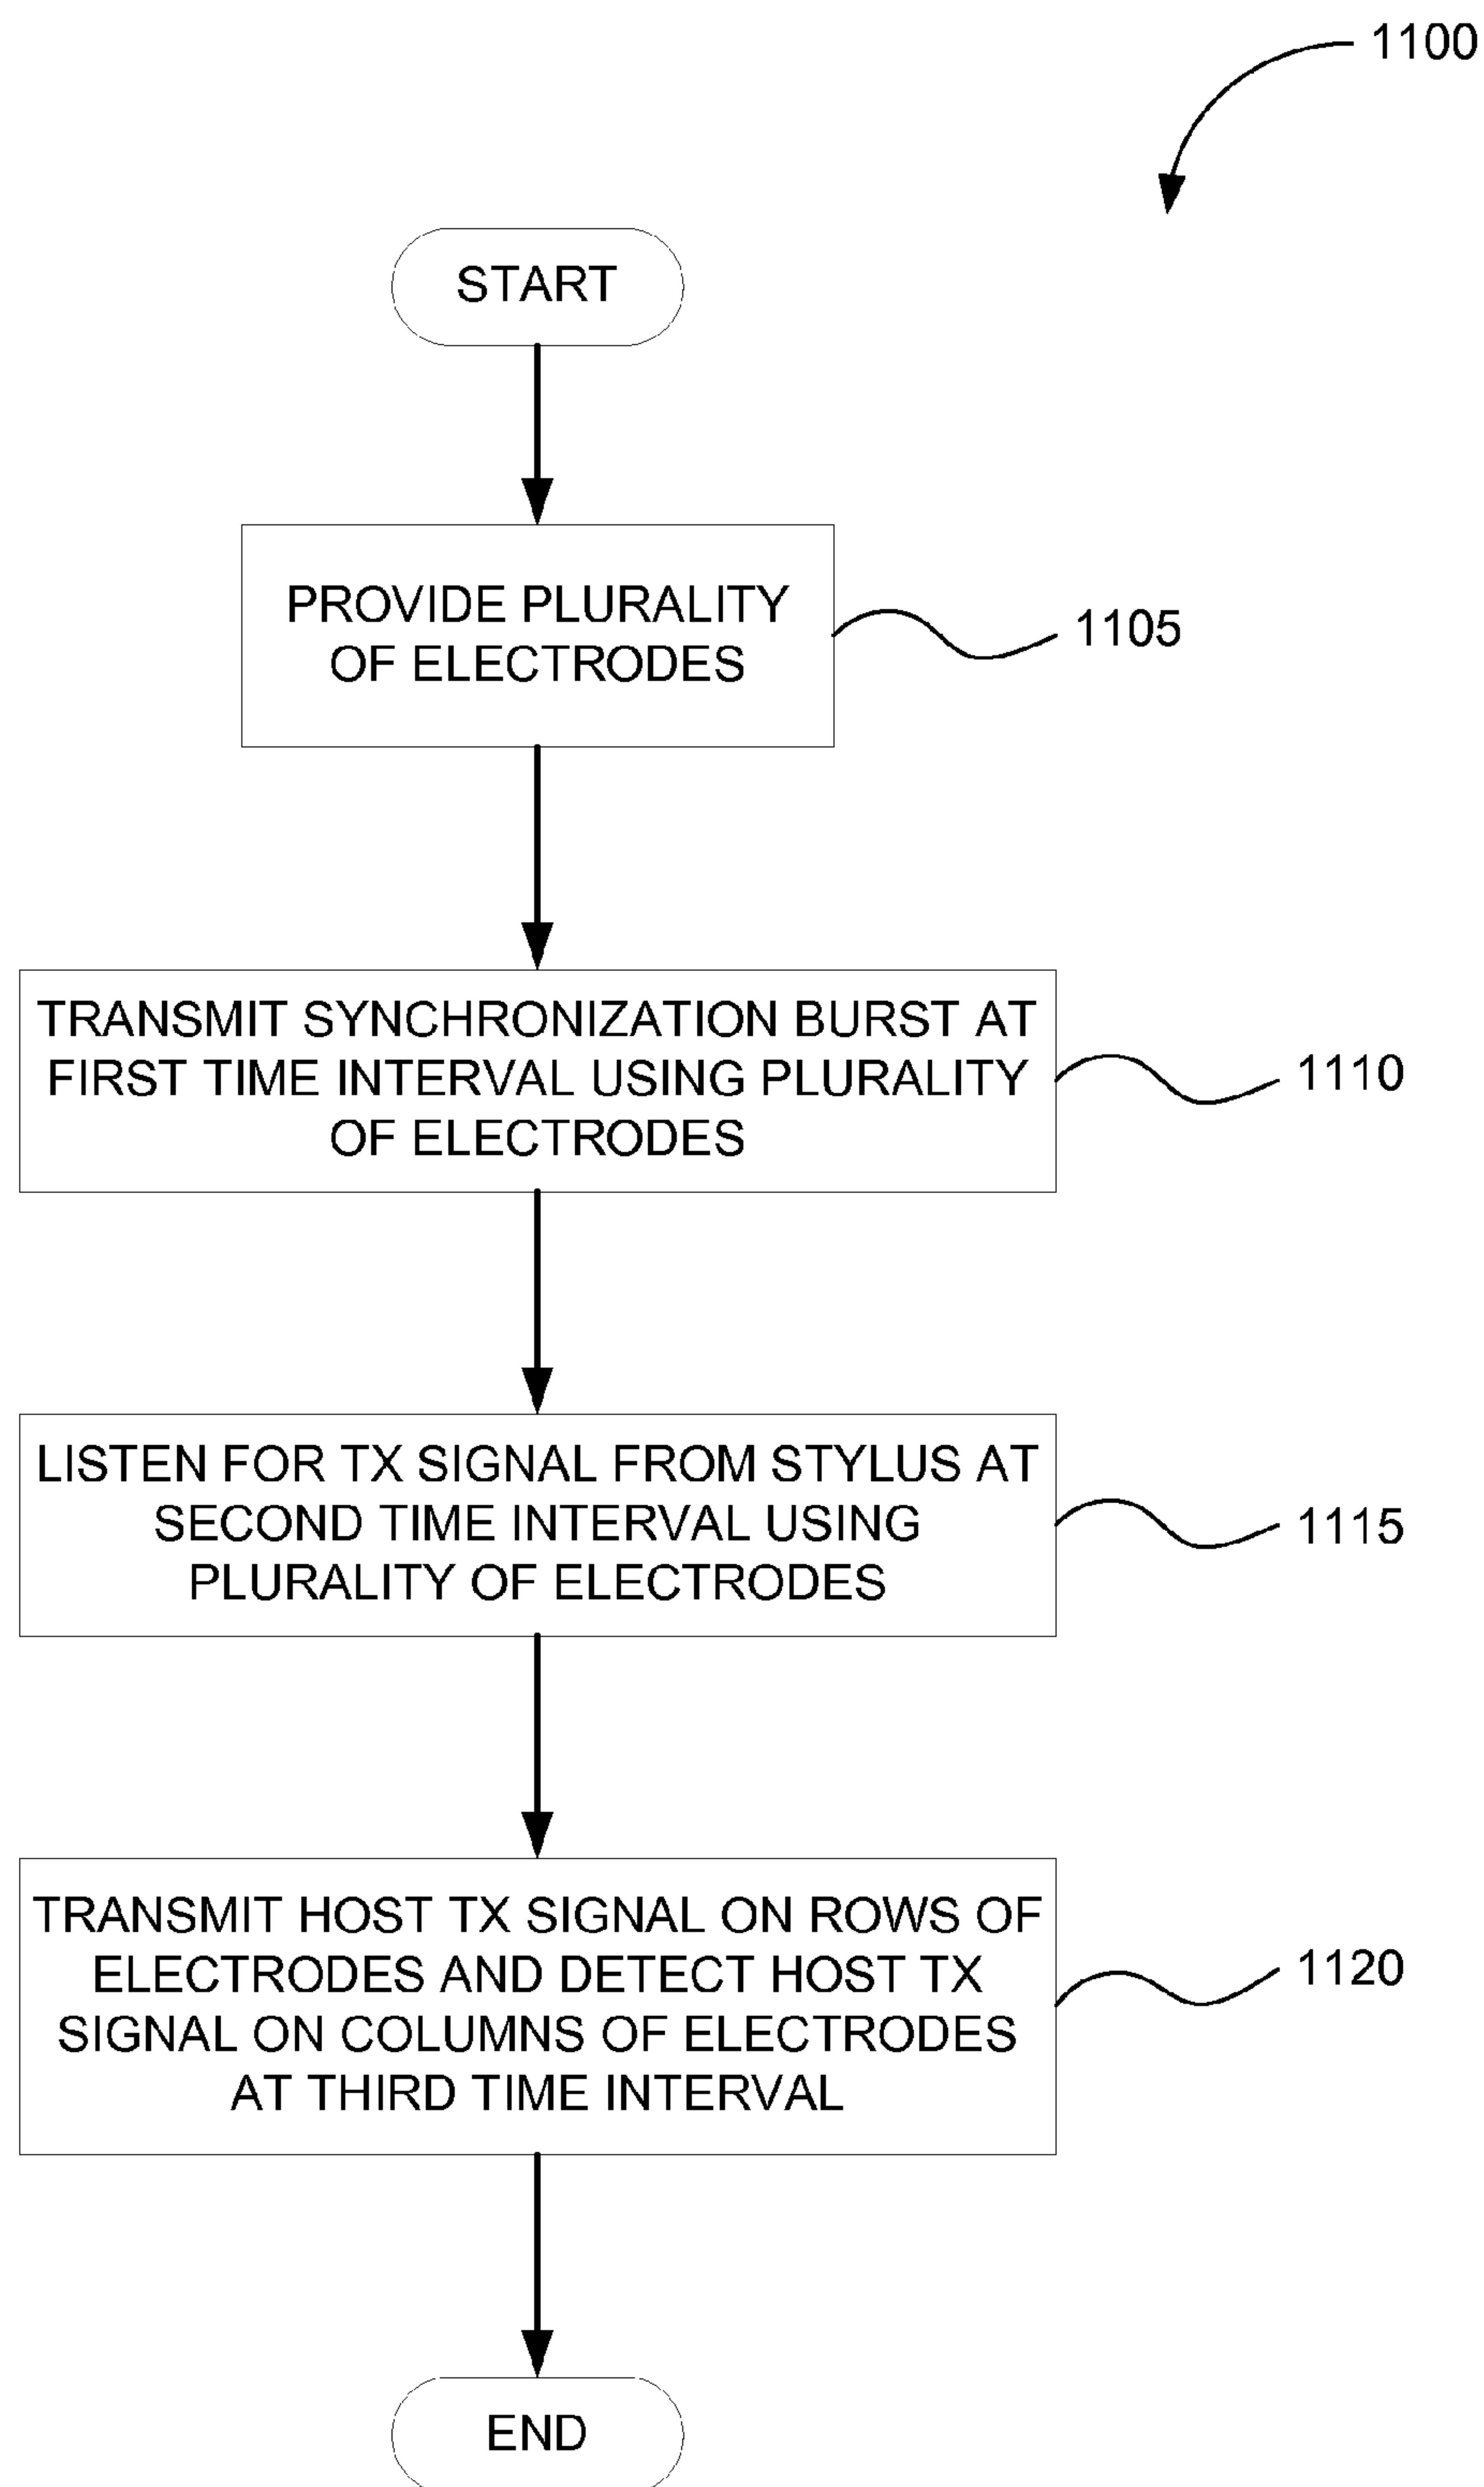 1100
START
PROVIDE PLURALITY
OF ELECTRODES
1105
TRANSMIT SYNCHRONIZATION BURST AT
FIRST TIME INTERVAL USING PLURALITY
OF ELECTRODES
1110
LISTEN FOR TX SIGNAL FROM STYLUS AT
SECOND TIME INTERVAL USING
PLURALITY OF ELECTRODES
1115
TRANSMIT HOST TX SIGNAL ON ROWS OF
ELECTRODES AND DETECT HOST TX
SIGNAL ON COLUMNS OF ELECTRODES
AT THIRD TIME INTERVAL
1120
END